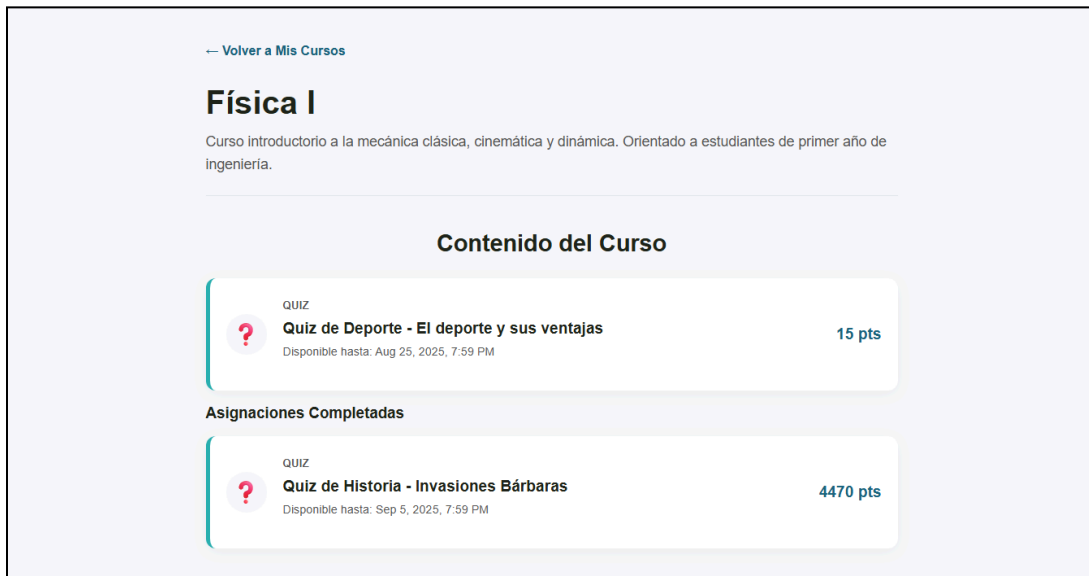 ← Volver a Mis Cursos
Física I
Curso introductorio a la mecánica clásica, cinemática y dinámica. Orientado a estudiantes de primer año de
ingeniería.
Contenido del Curso
QUIZ
Quiz de Deporte - El deporte y sus ventajas
15 pts
Disponible hasta: Aug 25, 2025, 7:59 PM
Asignaciones Completadas
QUIZ
Quiz de Historia - Invasiones Bárbaras
4470 pts
Disponible hasta: Sep 5, 2025, 7:59 PM